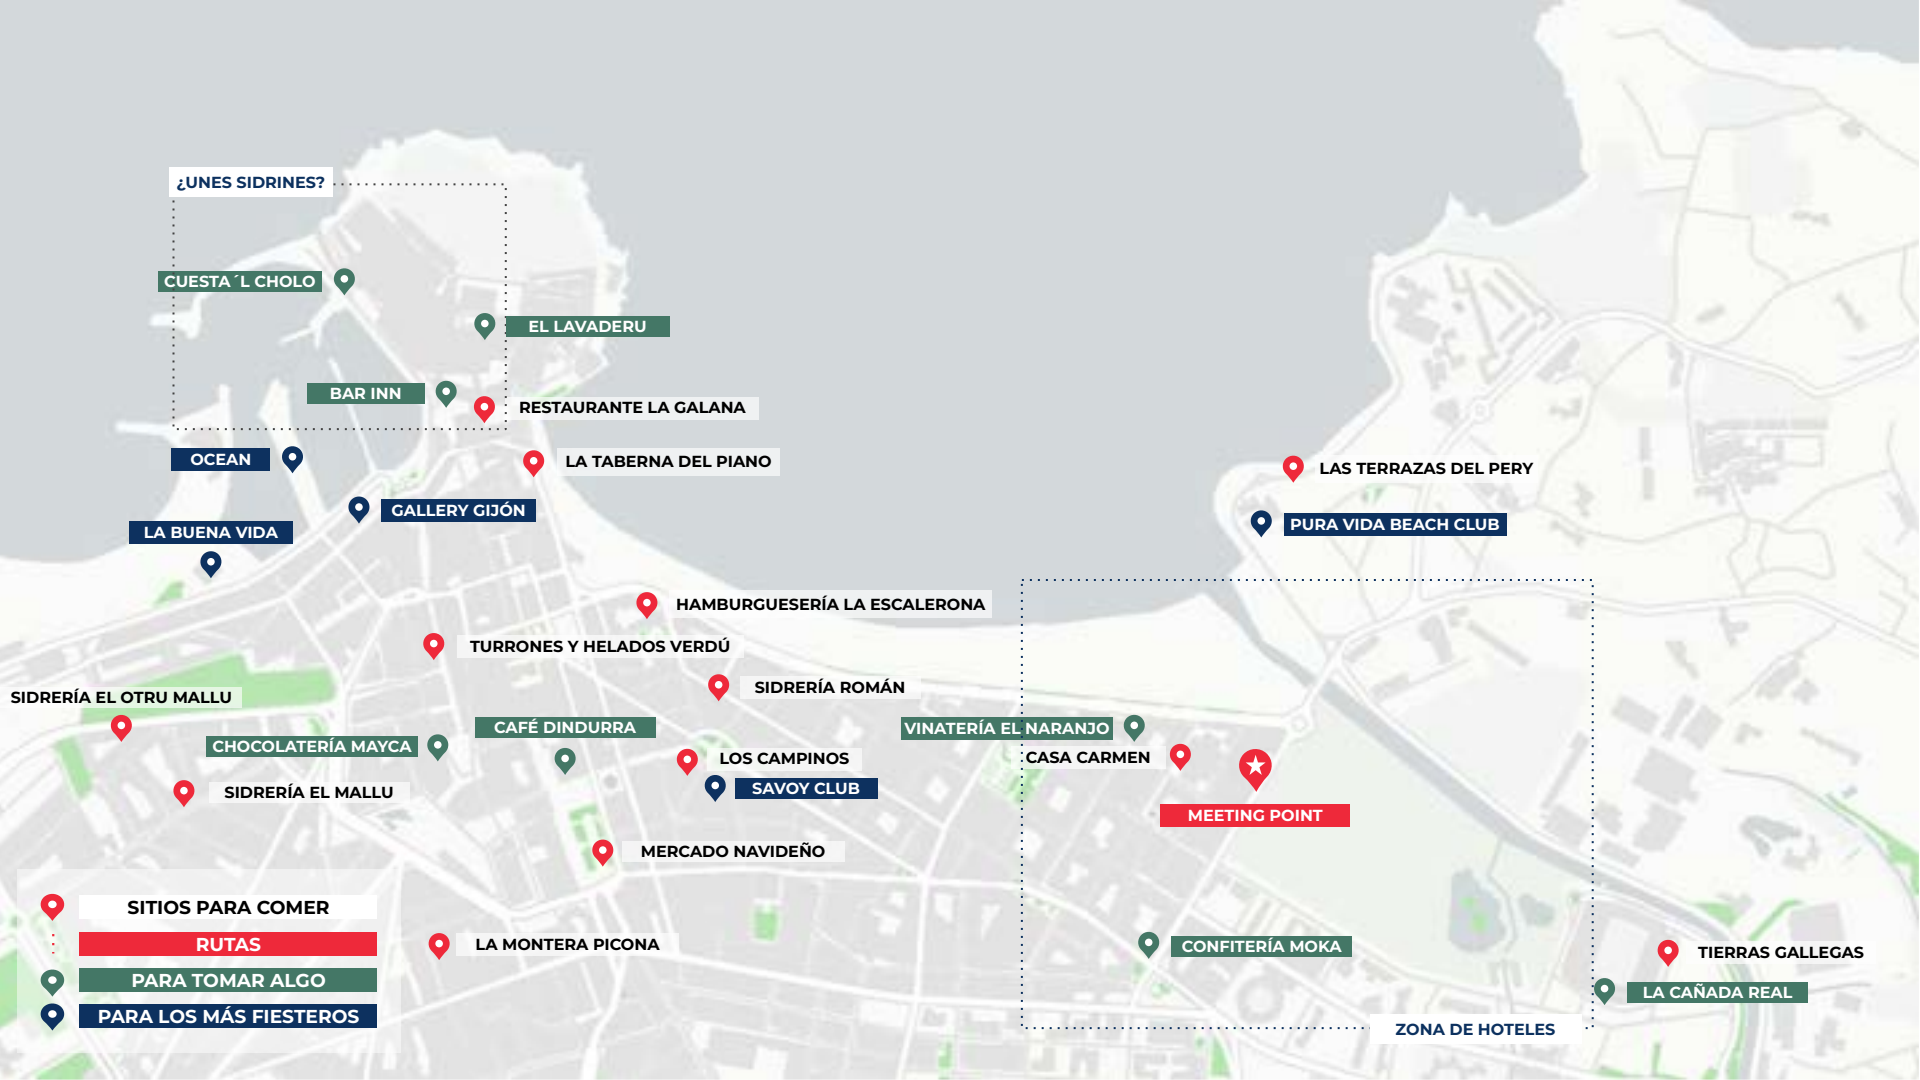 ¿UNES SIDRINES?
CUESTA´L CHOLO
EL LAVADERU
BAR INN
RESTAURANTE LA GALANA
OCEAN
LA TABERNA DEL PIANO
LAS TERRAZAS DEL PERY
GALLERY GIJÓN
PURA VIDA BEACH CLUB
LA BUENA VIDA
HAMBURGUESERÍA LA ESCALERONA
TURRONES Y HELADOS VERDÚ
SIDRERÍA ROMÁN
SIDRERÍA EL OTRU MALLU
CAFÉ DINDURRA
VINATERÍA EL NARANJO
CHOCOLATERÍA MAYCA
LOS CAMPINOS
CASA CARMEN
SAVOY CLUB
SIDRERÍA EL MALLU
MEETING POINT
MERCADO NAVIDEÑO
SITIOS PARA COMER
RUTAS
LA MONTERA PICONA
CONFITERÍA MOKA
TIERRAS GALLEGAS
PARA TOMAR ALGO
LA CAÑADA REAL
PARA LOS MÁS FIESTEROS
ZONA DE HOTELES